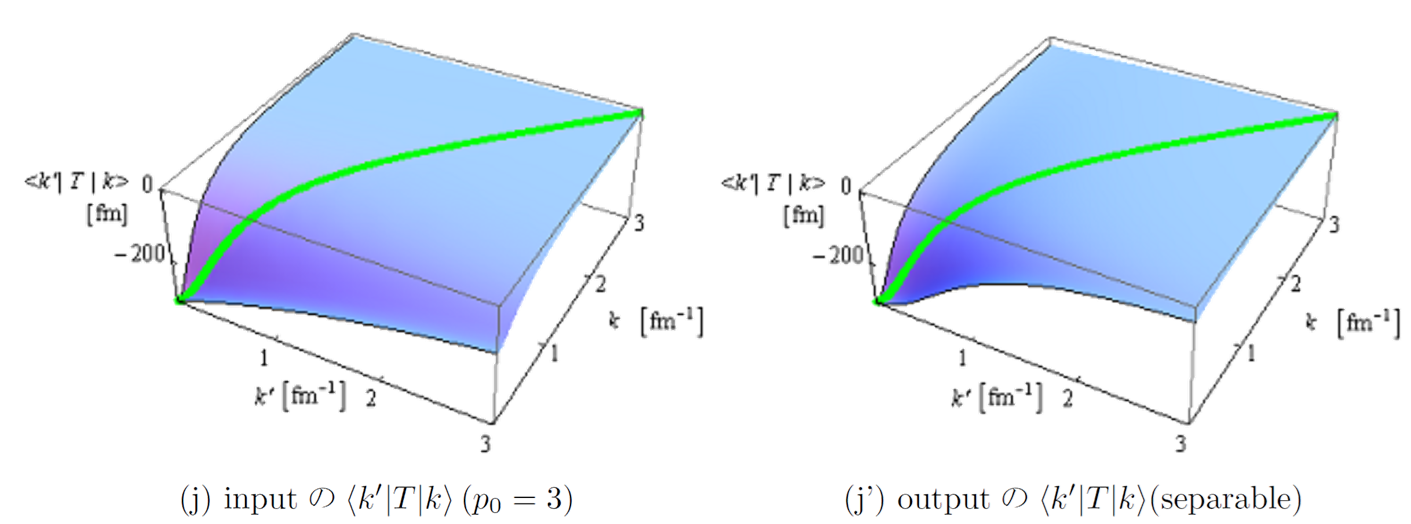 <k'| T | k> 0
[fm]
−200
1
k' [fm⁻¹] 2
3
1
2
3
k [fm⁻¹]
(j) input の ⟨k′|T|k⟩ (p₀ = 3)
<k'| T | k> 0
[fm]
−200
1
k' [fm⁻¹] 2
3
1
2
3
k [fm⁻¹]
(j') output の ⟨k′|T|k⟩(separable)